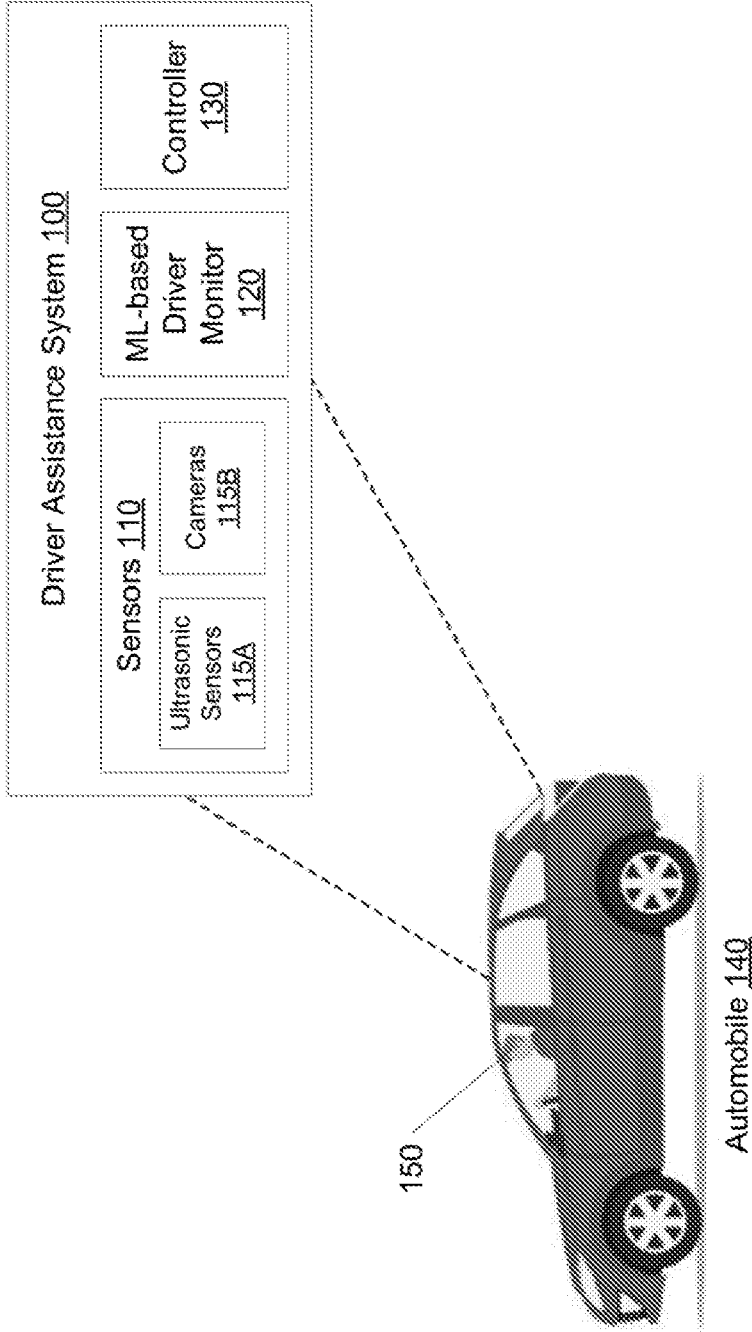 Driver Assistance System 100
Sensors 110
Ultrasonic
Sensors
115A
Cameras
115B
ML-based
Driver
Monitor
120
Controller
130
150
Automobile 140